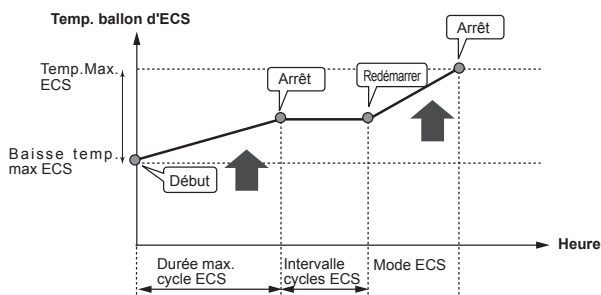 Temp. ballon d'ECS
Arrêt
Temp.Max.
ECS
Arrêt
Redémarrer
Baisse temp.
max ECS
Début
Heure
Durée max.
cycle ECS
Intervalle
cycles ECS
Mode ECS